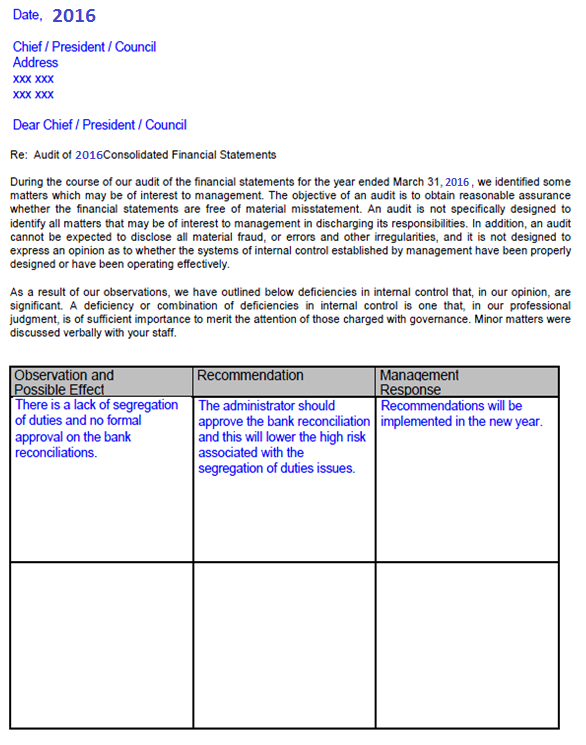 Date, 2016
Chief / President / Council
Address
xxx xxx
xxx xxx
Dear Chief / President / Council
Re: Audit of 2016Consolidated Financial Statements
During the course of our audit of the financial statements for the year ended March 31, 2016 , we identified some
matters which may be of interest to management. The objective of an audit is to obtain reasonable assurance
whether the financial statements are free of material misstatement. An audit is not specifically designed to
identify all matters that may be of interest to management in discharging its responsibilities. In addition, an audit
cannot be expected to disclose all material fraud, or errors and other irregularities, and it is not designed to
express an opinion as to whether the systems of internal control established by management have been properly
designed or have been operating effectively.
As a result of our observations, we have outlined below deficiencies in internal control that, in our opinion, are
significant. A deficiency or combination of deficiencies in internal control is one that, in our professional
judgment, is of sufficient importance to merit the attention of those charged with governance. Minor matters were
discussed verbally with your staff.
Observation and
Possible Effect
Recommendation
Management
Response
There is a lack of segregation
of duties and no formal
approval on the bank
reconciliations.
The administrator should
approve the bank reconciliation
and this will lower the high risk
associated with the
segregation of duties issues.
Recommendations will be
implemented in the new year.